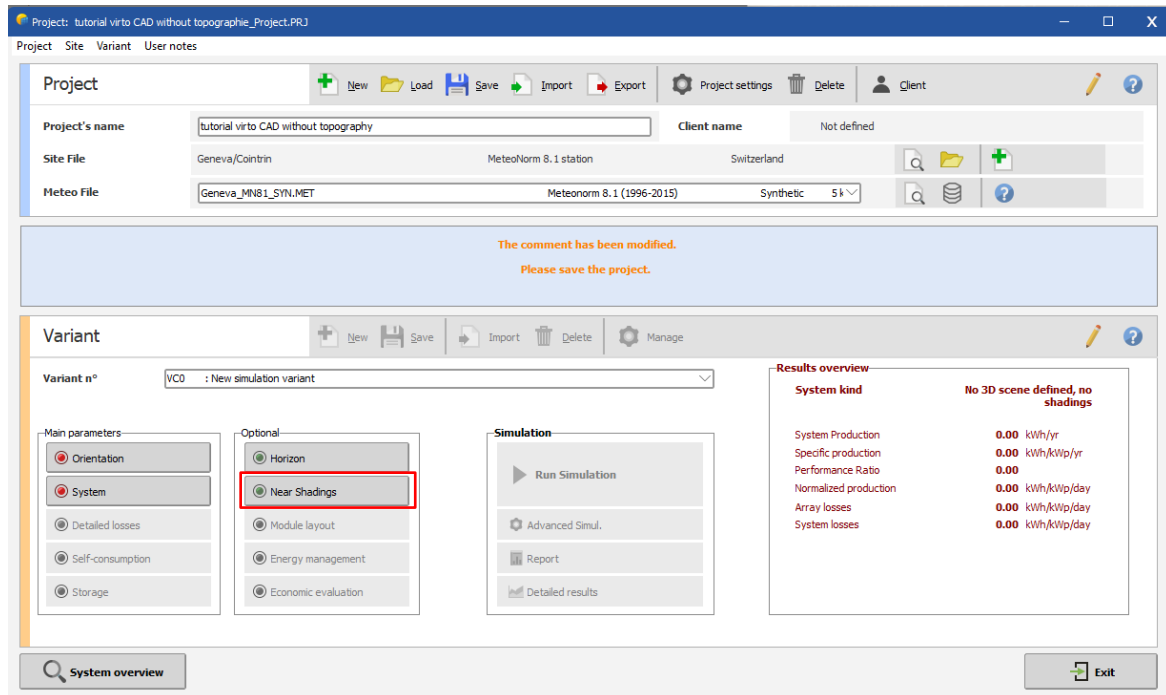 Project: tutorial virto CAD without topographie_Project.PRJ
Project Site Variant User notes
Project New Load Save Import Export Project settings Delete Client
Project's name tutorial virto CAD without topography Client name Not defined
Site File Geneva/Cointrin MeteoNorm 8.1 station Switzerland
Meteo File Geneva_MN81_SYN.MET Meteonorm 8.1 (1996-2015) Synthetic 5 k
The comment has been modified.
Please save the project.
Variant New Save Import Delete Manage
Variant n° VC0 : New simulation variant
Main parameters
Orientation
System
Detailed losses
Self-consumption
Storage
Optional
Horizon
Near Shadings
Module layout
Energy management
Economic evaluation
Simulation
Run Simulation
Advanced Simul.
Report
Detailed results
Results overview
System kind No 3D scene defined, no
shadings
System Production 0.00 kWh/yr
Specific production 0.00 kWh/kWp/yr
Performance Ratio 0.00
Normalized production 0.00 kWh/kWp/day
Array losses 0.00 kWh/kWp/day
System losses 0.00 kWh/kWp/day
System overview
Exit